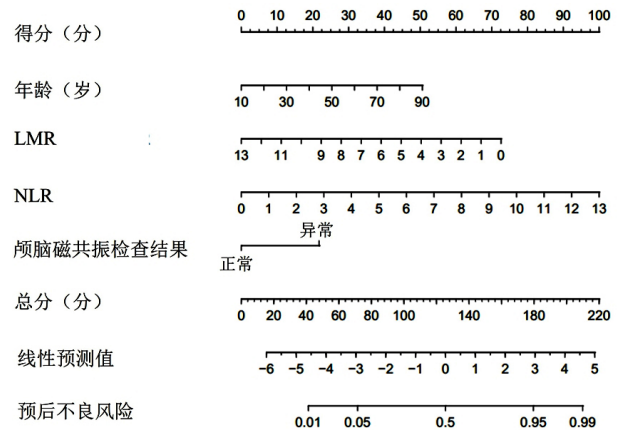 得分（分） 0 10 20 30 40 50 60 70 80 90 100
年龄（岁） 10 30 50 70 90
LMR 13 11 9 8 7 6 5 4 3 2 1 0
NLR 0 1 2 3 4 5 6 7 8 9 10 11 12 13
异常
颅脑磁共振检查结果
正常
总分（分） 0 20 40 60 80 100 140 180 220
线性预测值 −6 −5 −4 −3 −2 −1 0 1 2 3 4 5
预后不良风险 0.01 0.05 0.5 0.95 0.99